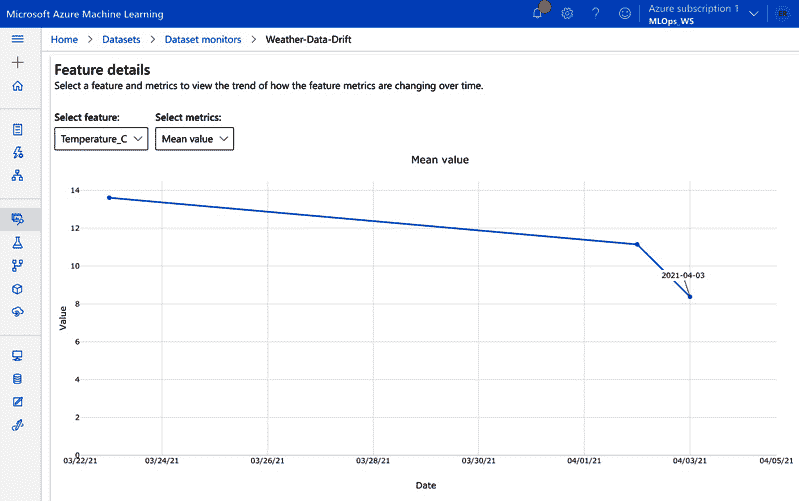 Microsoft Azure Machine Learning
Azure subscription 1
MLOps_WS
Home > Datasets > Dataset monitors > Weather-Data-Drift
Feature details
Select a feature and metrics to view the trend of how the feature metrics are changing over time.
Select feature: Select metrics:
Temperature_C Mean value
Mean value
14
12
10
8
6
4
2
0
Value
2021-04-03
03/22/21 03/24/21 03/26/21 03/28/21 03/30/21 04/01/21 04/03/21 04/05/21
Date